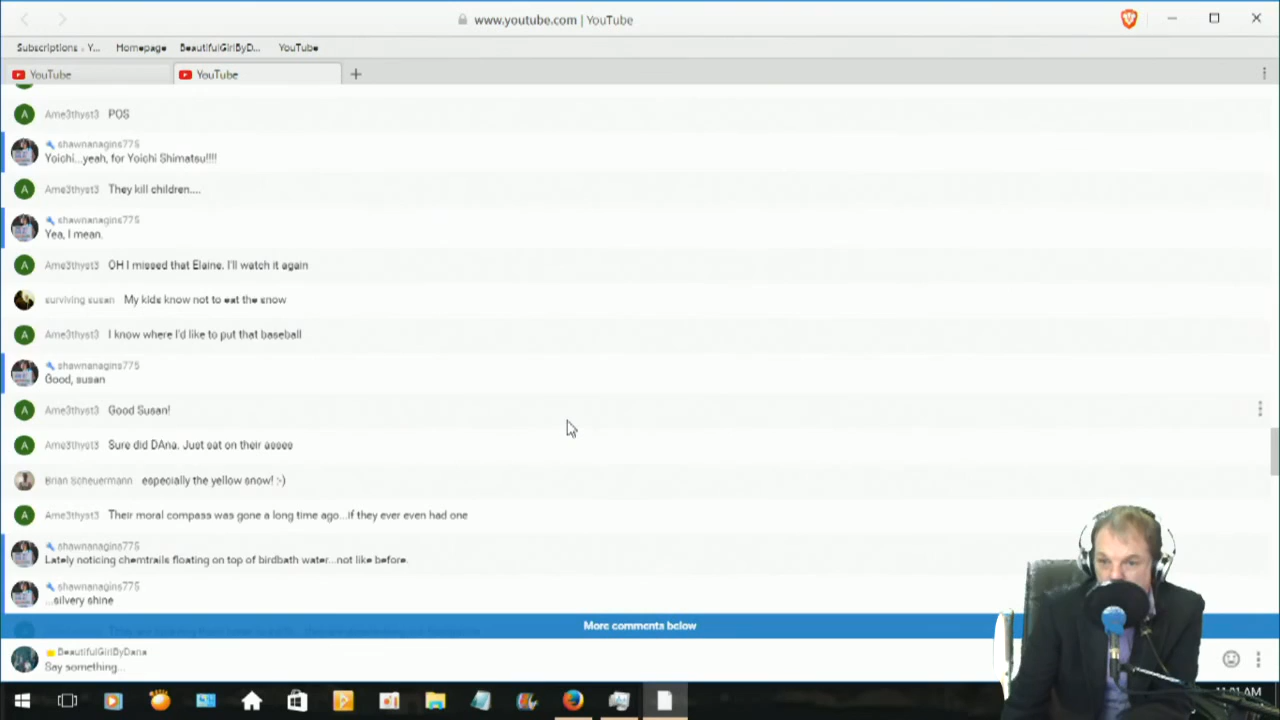 www.youtube.com | YouTube
Subscriptions - Y... Homepage BeautifulGirlByD... YouTube
YouTube YouTube
Ame3thyst3 POS
shawnanagins775
Yoichi...yeah, for Yoichi Shimatsu!!!!
Ame3thyst3 They kill children....
shawnanagins775
Yea, I mean.
Ame3thyst3 OH I missed that Elaine. I'll watch it again
surviving susan My kids know not to eat the snow
Ame3thyst3 I know where I'd like to put that baseball
shawnanagins775
Good, susan
Ame3thyst3 Good Susan!
Ame3thyst3 Sure did DAna. Just sat on their asses
Brian Scheuermann especially the yellow snow! :-)
Ame3thyst3 Their moral compass was gone a long time ago...if they ever even had one
shawnanagins775
Lately noticing chemtrails floating on top of birdbath water...not like before.
shawnanagins775
...silvery shine
More comments below
BeautifulGirlByDana
Say something...
AM